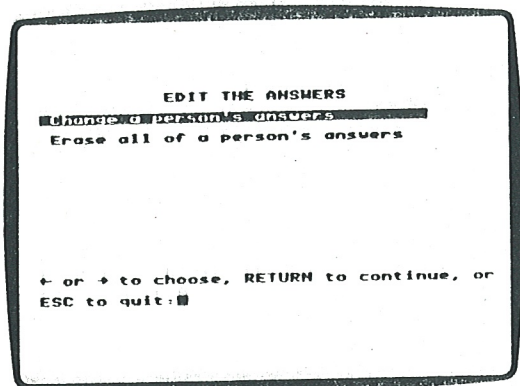 EDIT THE ANSWERS
Change a person's answers
Erase all of a person's answers
← or → to choose, RETURN to continue, or
ESC to quit: